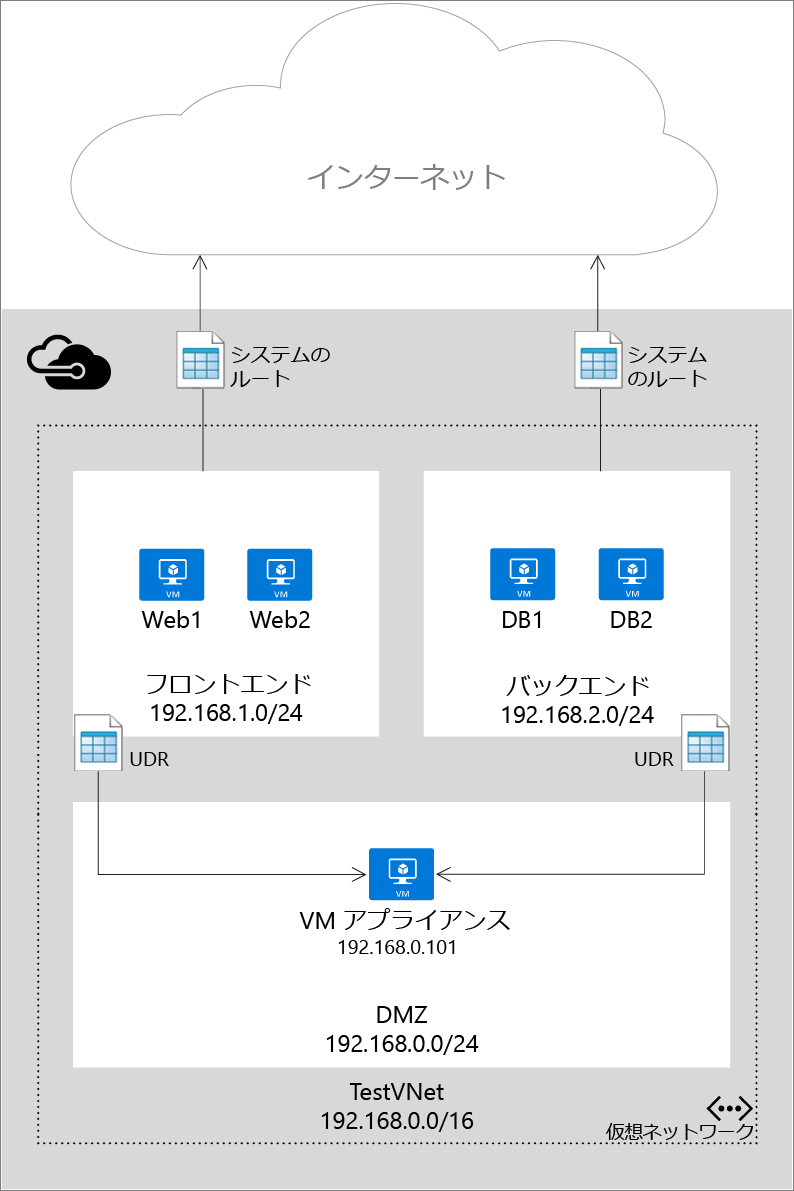 インターネット
システムの
ルート
システム
のルート
VM
VM
VM
VM
Web1
Web2
DB1
DB2
フロントエンド
192.168.1.0/24
バックエンド
192.168.2.0/24
UDR
UDR
VM
VM アプライアンス
192.168.0.101
DMZ
192.168.0.0/24
TestVNet
192.168.0.0/16
仮想ネットワーク